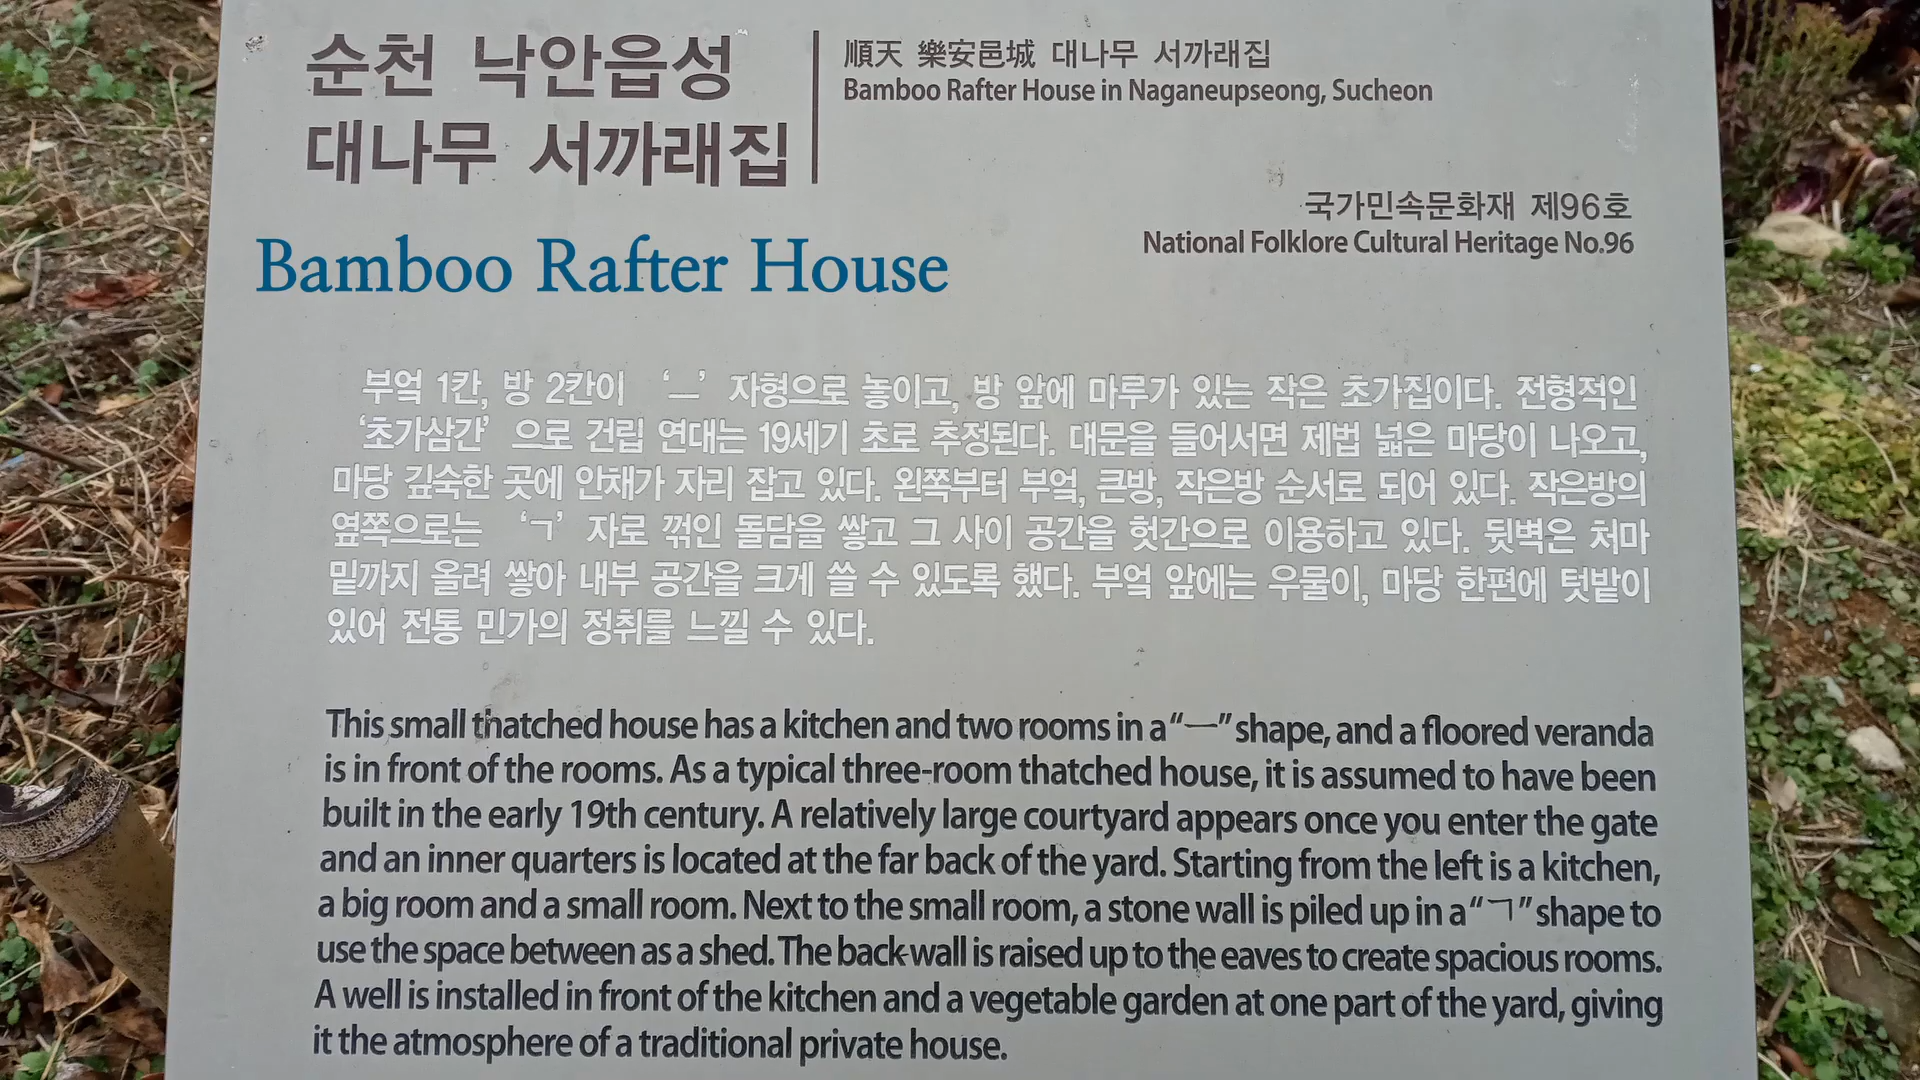 순천 낙안읍성
대나무 서까래집
順天 樂安邑城 대나무 서까래집
Bamboo Rafter House in Naganeupseong, Sucheon
국가민속문화재 제96호
National Folklore Cultural Heritage No.96
Bamboo Rafter House
부엌 1칸, 방 2칸이 ‘ㅡ’ 자형으로 놓이고, 방 앞에 마루가 있는 작은 초가집이다. 전형적인
‘초가삼간’ 으로 건립 연대는 19세기 초로 추정된다. 대문을 들어서면 제법 넓은 마당이 나오고,
마당 깊숙한 곳에 안채가 자리 잡고 있다. 왼쪽부터 부엌, 큰방, 작은방 순서로 되어 있다. 작은방의
옆쪽으로는 ‘ㄱ’ 자로 꺾인 돌담을 쌓고 그 사이 공간을 헛간으로 이용하고 있다. 뒷벽은 처마
밑까지 올려 쌓아 내부 공간을 크게 쓸 수 있도록 했다. 부엌 앞에는 우물이, 마당 한편에 텃밭이
있어 전통 민가의 정취를 느낄 수 있다.
This small thatched house has a kitchen and two rooms in a “ㅡ” shape, and a floored veranda
is in front of the rooms. As a typical three-room thatched house, it is assumed to have been
built in the early 19th century. A relatively large courtyard appears once you enter the gate
and an inner quarters is located at the far back of the yard. Starting from the left is a kitchen,
a big room and a small room. Next to the small room, a stone wall is piled up in a “ㄱ” shape to
use the space between as a shed. The back wall is raised up to the eaves to create spacious rooms.
A well is installed in front of the kitchen and a vegetable garden at one part of the yard, giving
it the atmosphere of a traditional private house.